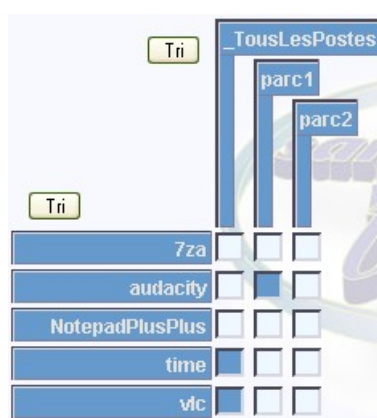 _TousLesPostes
Tri
parc1
parc2
Tri
7za
audacity
NotepadPlusPlus
time
vlc